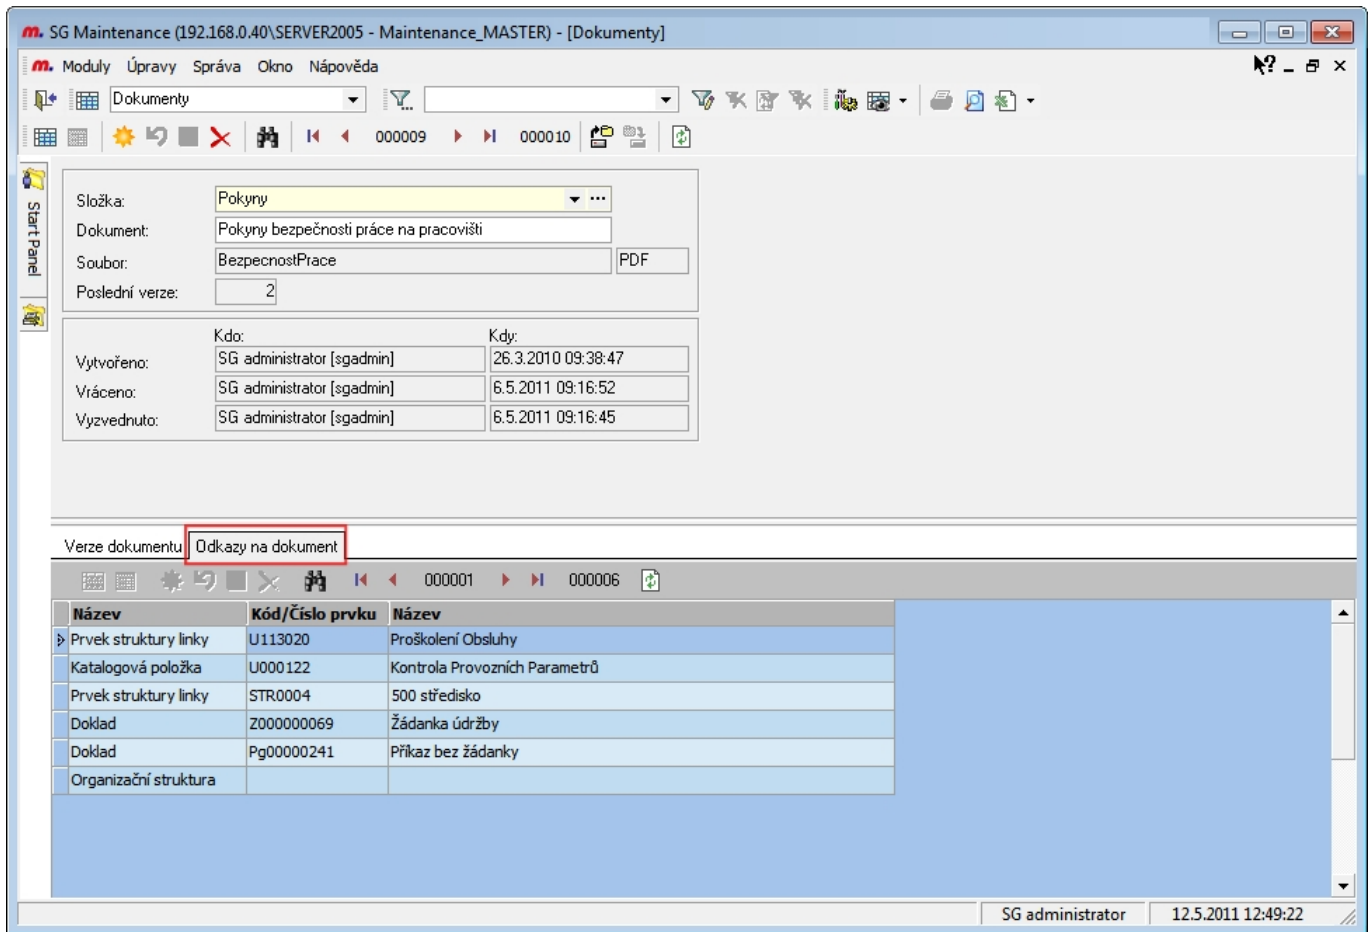 m. SG Maintenance (192.168.0.40\SERVER2005 - Maintenance_MASTER) - [Dokumenty]
m. Moduly Úpravy Správa Okno Nápověda
Dokumenty
000009 000010
Start Panel
Složka: Pokyny
Dokument: Pokyny bezpečnosti práce na pracovišti
Soubor: BezpecnostPrace PDF
Poslední verze: 2
Kdo: Kdy:
Vytvořeno: SG administrator [sgadmin] 26.3.2010 09:38:47
Vráceno: SG administrator [sgadmin] 6.5.2011 09:16:52
Vyzvednuto: SG administrator [sgadmin] 6.5.2011 09:16:45
Verze dokumentu Odkazy na dokument
000001 000006
Název Kód/Číslo prvku Název
Prvek struktury linky U113020 Proškolení Obsluhy
Katalogová položka U000122 Kontrola Provozních Parametrů
Prvek struktury linky STR0004 500 středisko
Doklad Z000000069 Žádanka údržby
Doklad Pg00000241 Příkaz bez žádanky
Organizační struktura
SG administrator 12.5.2011 12:49:22